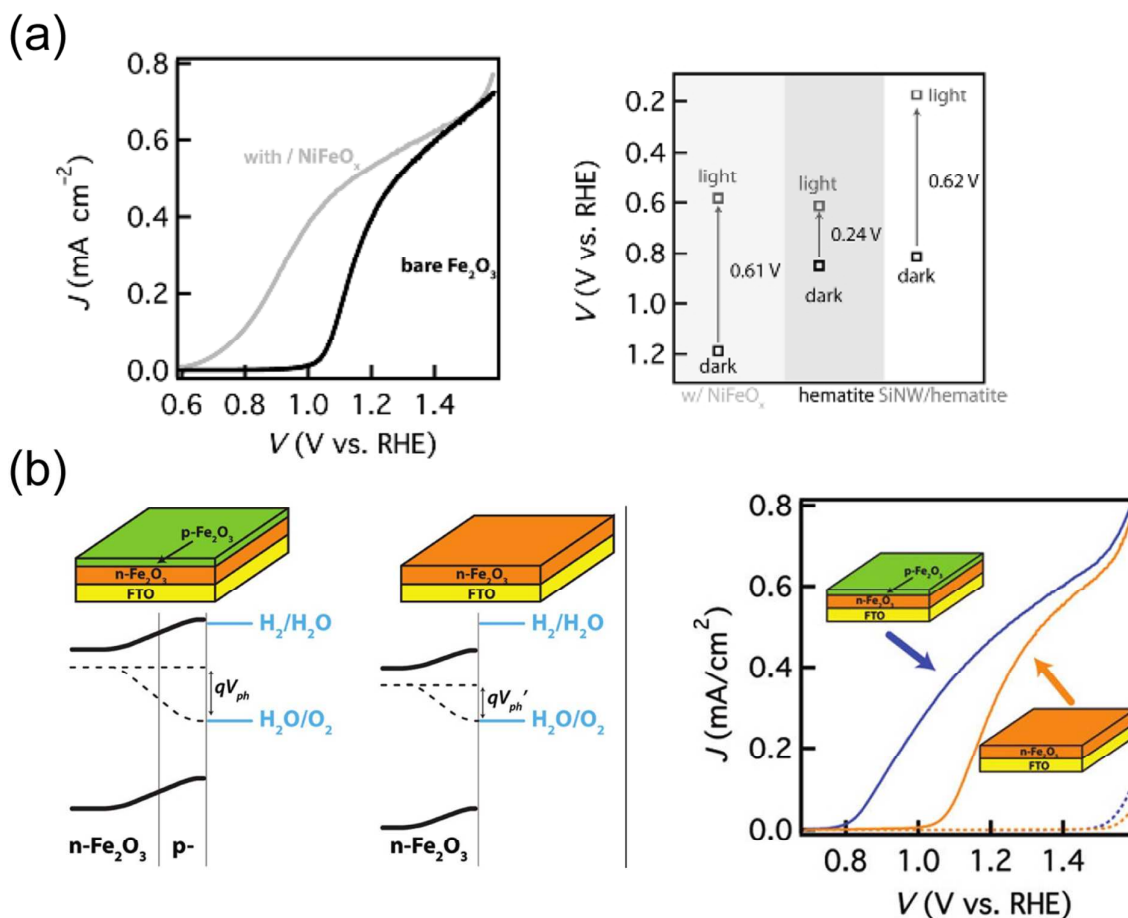 (a)
0.8
0.6
0.4
0.2
0.0
J (mA cm⁻²)
with / NiFeOₓ
bare Fe₂O₃
0.6 0.8 1.0 1.2 1.4
V (V vs. RHE)
V (V vs. RHE)
0.2
0.4
0.6
0.8
1.0
1.2
light
0.61 V
dark
light
0.24 V
dark
light
0.62 V
dark
w/ NiFeOₓ hematite SiNW/hematite
(b)
p-Fe₂O₃
n-Fe₂O₃
FTO
H₂/H₂O
qVₚₕ
H₂O/O₂
n-Fe₂O₃ p-
n-Fe₂O₃
FTO
H₂/H₂O
qVₚₕ'
H₂O/O₂
n-Fe₂O₃
J (mA/cm²)
0.8
0.6
0.4
0.2
0.0
p-Fe₂O₃
n-Fe₂O₃
FTO
n-Fe₂O₃
FTO
0.8 1.0 1.2 1.4
V (V vs. RHE)